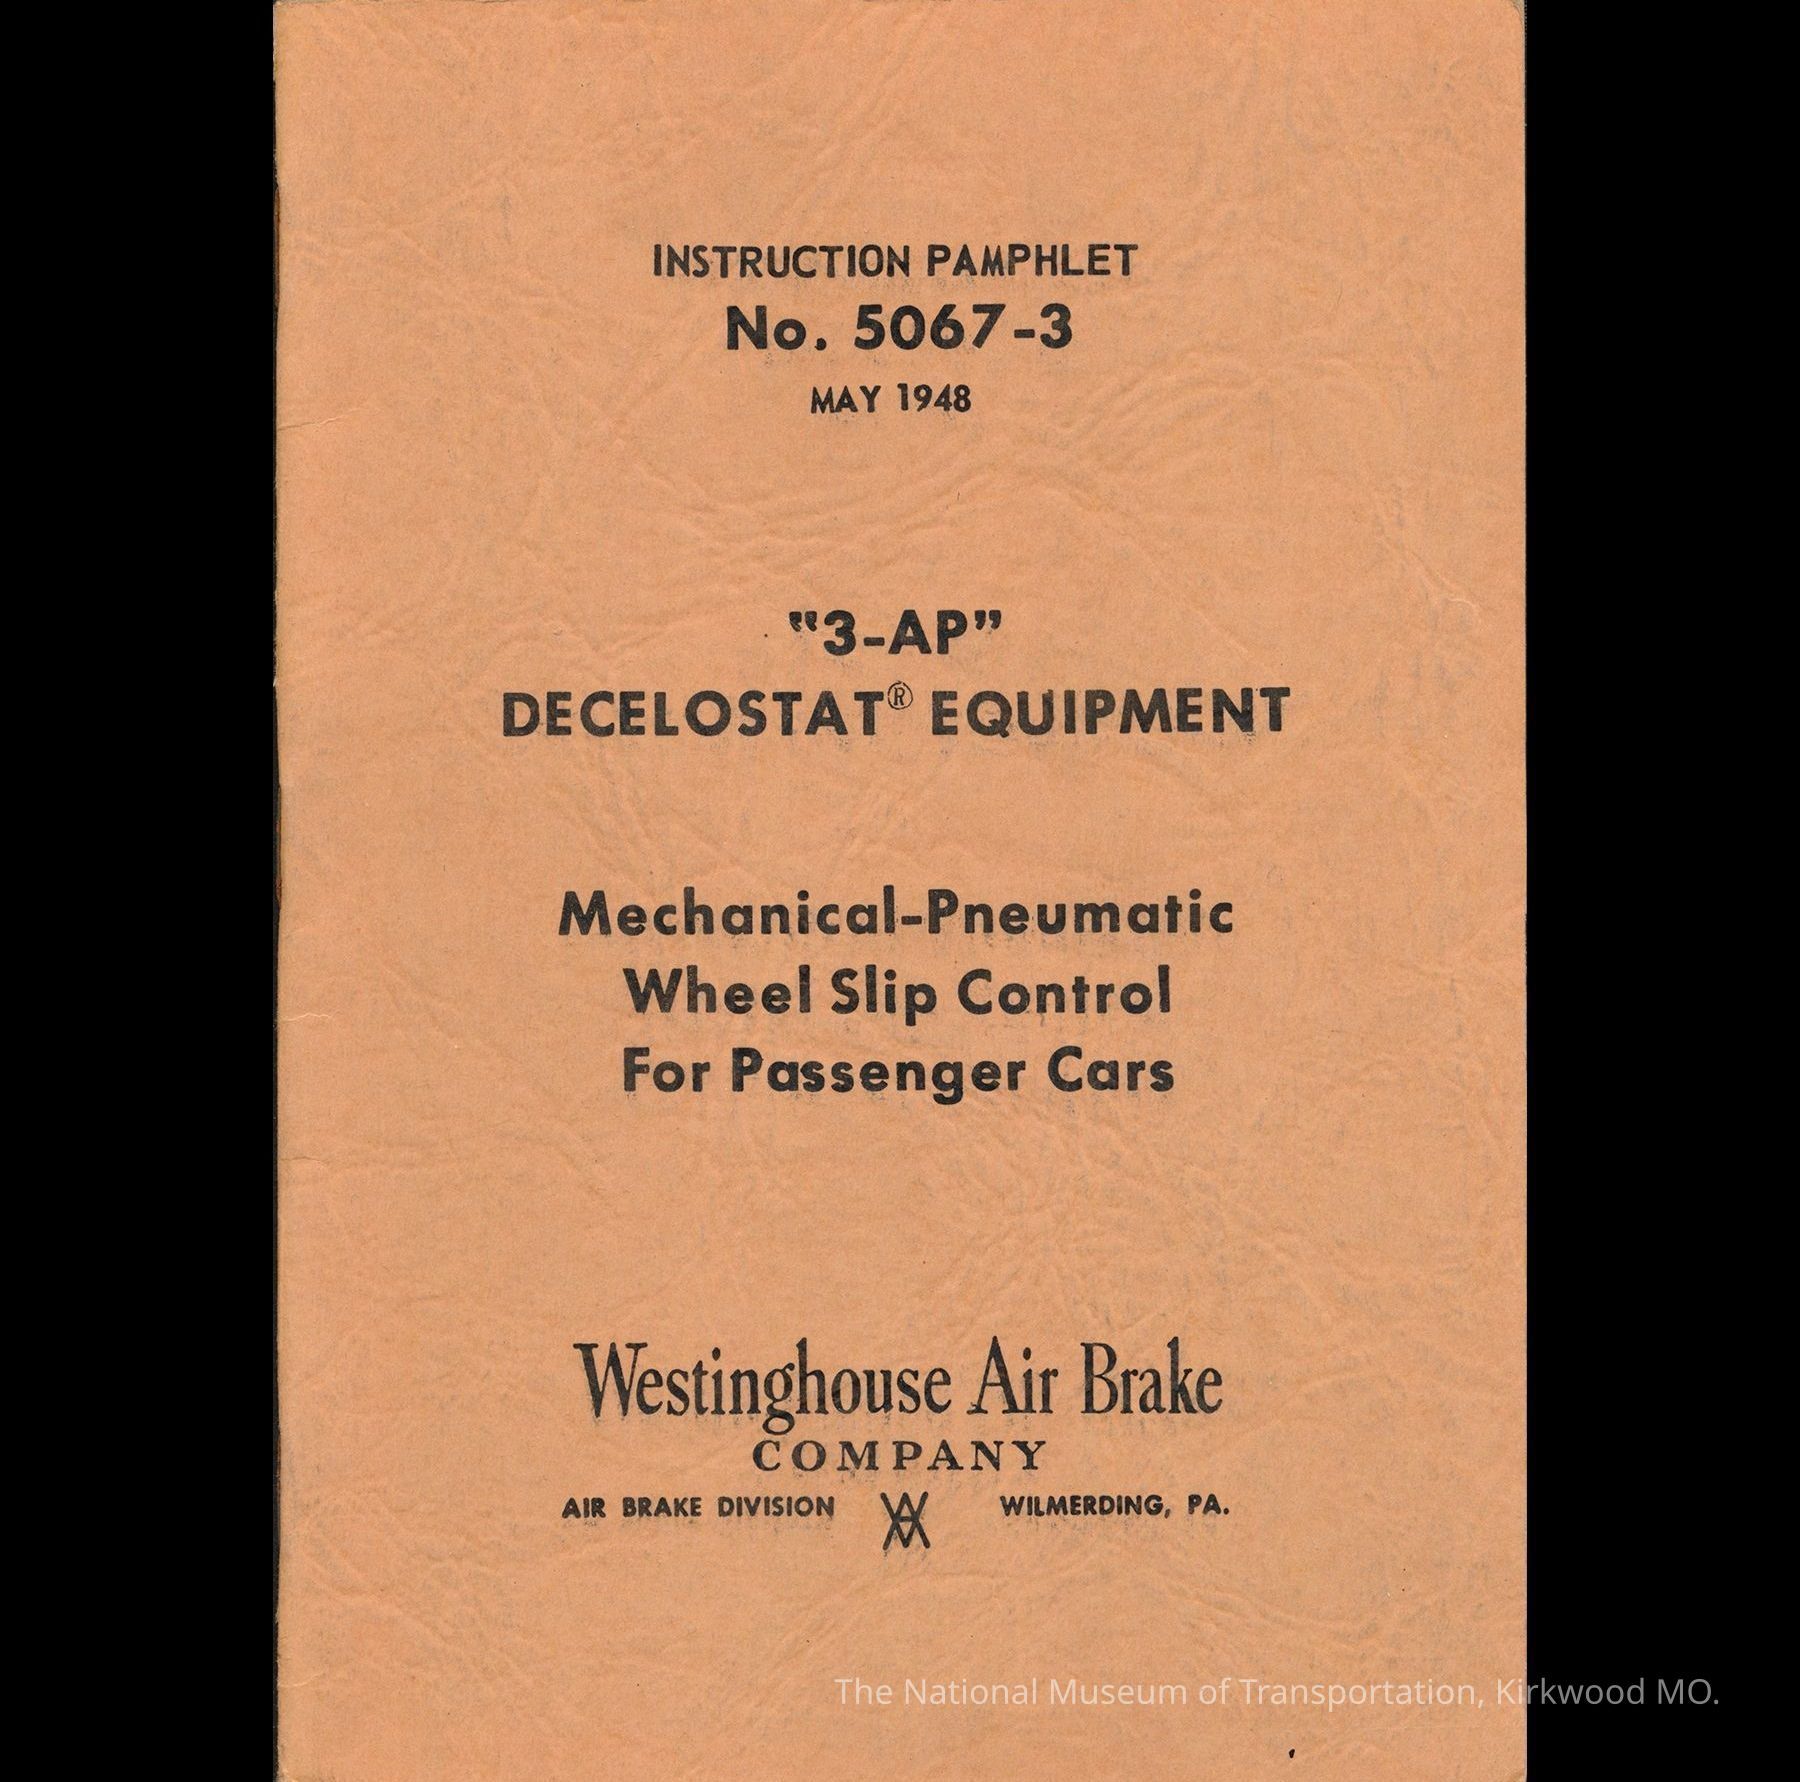 INSTRUCTION PAMPHLET
No. 5067-3
MAY 1948
"3-AP"
DECELOSTAT® EQUIPMENT
Mechanical-Pneumatic
Wheel Slip Control
For Passenger Cars
Westinghouse Air Brake
COMPANY
AIR BRAKE DIVISION WILMERDING, PA.
The National Museum of Transportation, Kirkwood MO.